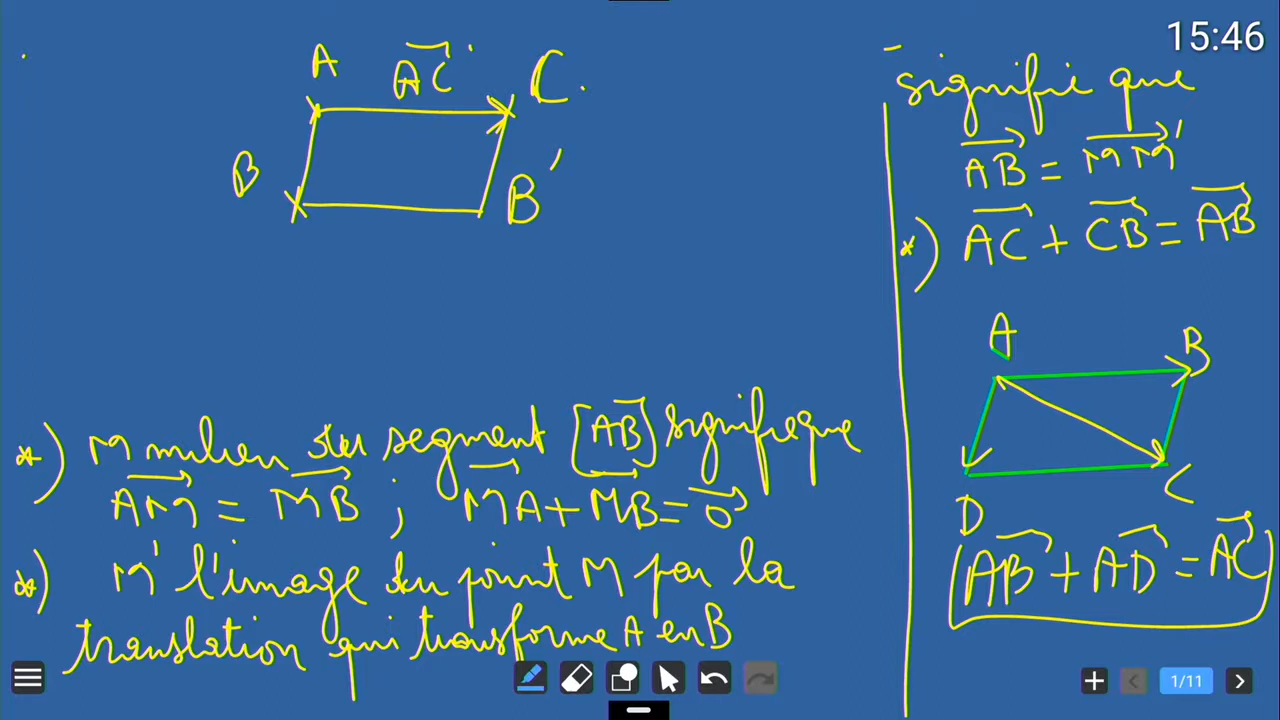 15:46
A
AC
C
B
B'
*) M milieu du segment [AB] signifie que
AM = MB ; MA + MB = 0
*) M' l'image du point M par la
translation qui transforme A en B
signifie que
AB = MM'
*) AC + CB = AB
A
B
D
C
AB + AD = AC
1/11